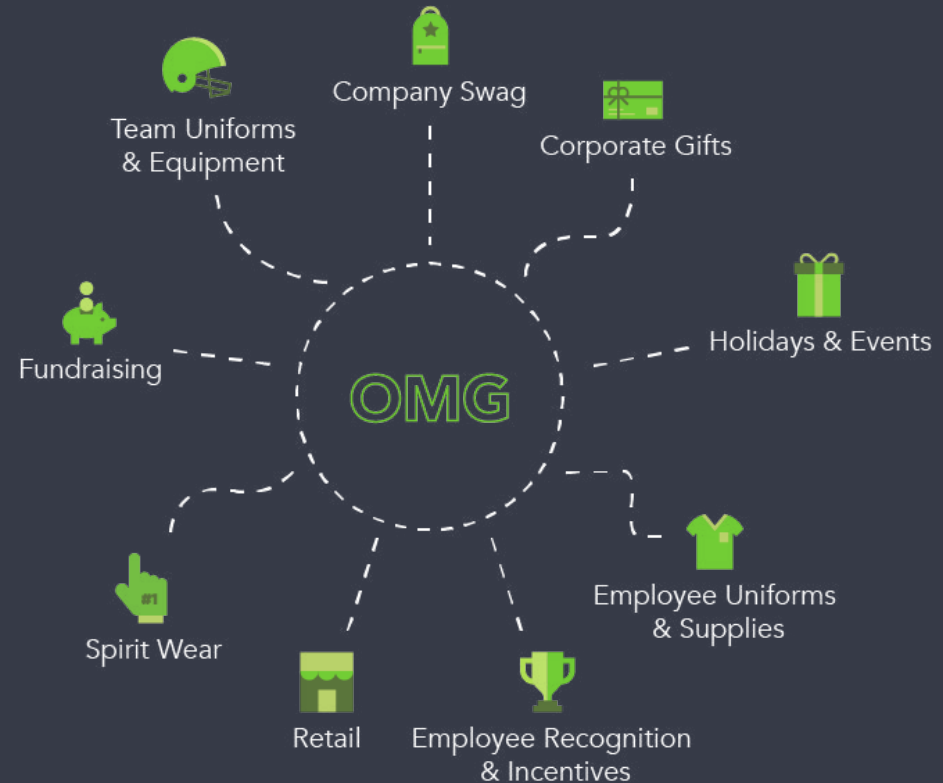 Company Swag
Team Uniforms
& Equipment
Corporate Gifts
Holidays & Events
Fundraising
OMG
Employee Uniforms
& Supplies
#1
Spirit Wear
Retail
Employee Recognition
& Incentives